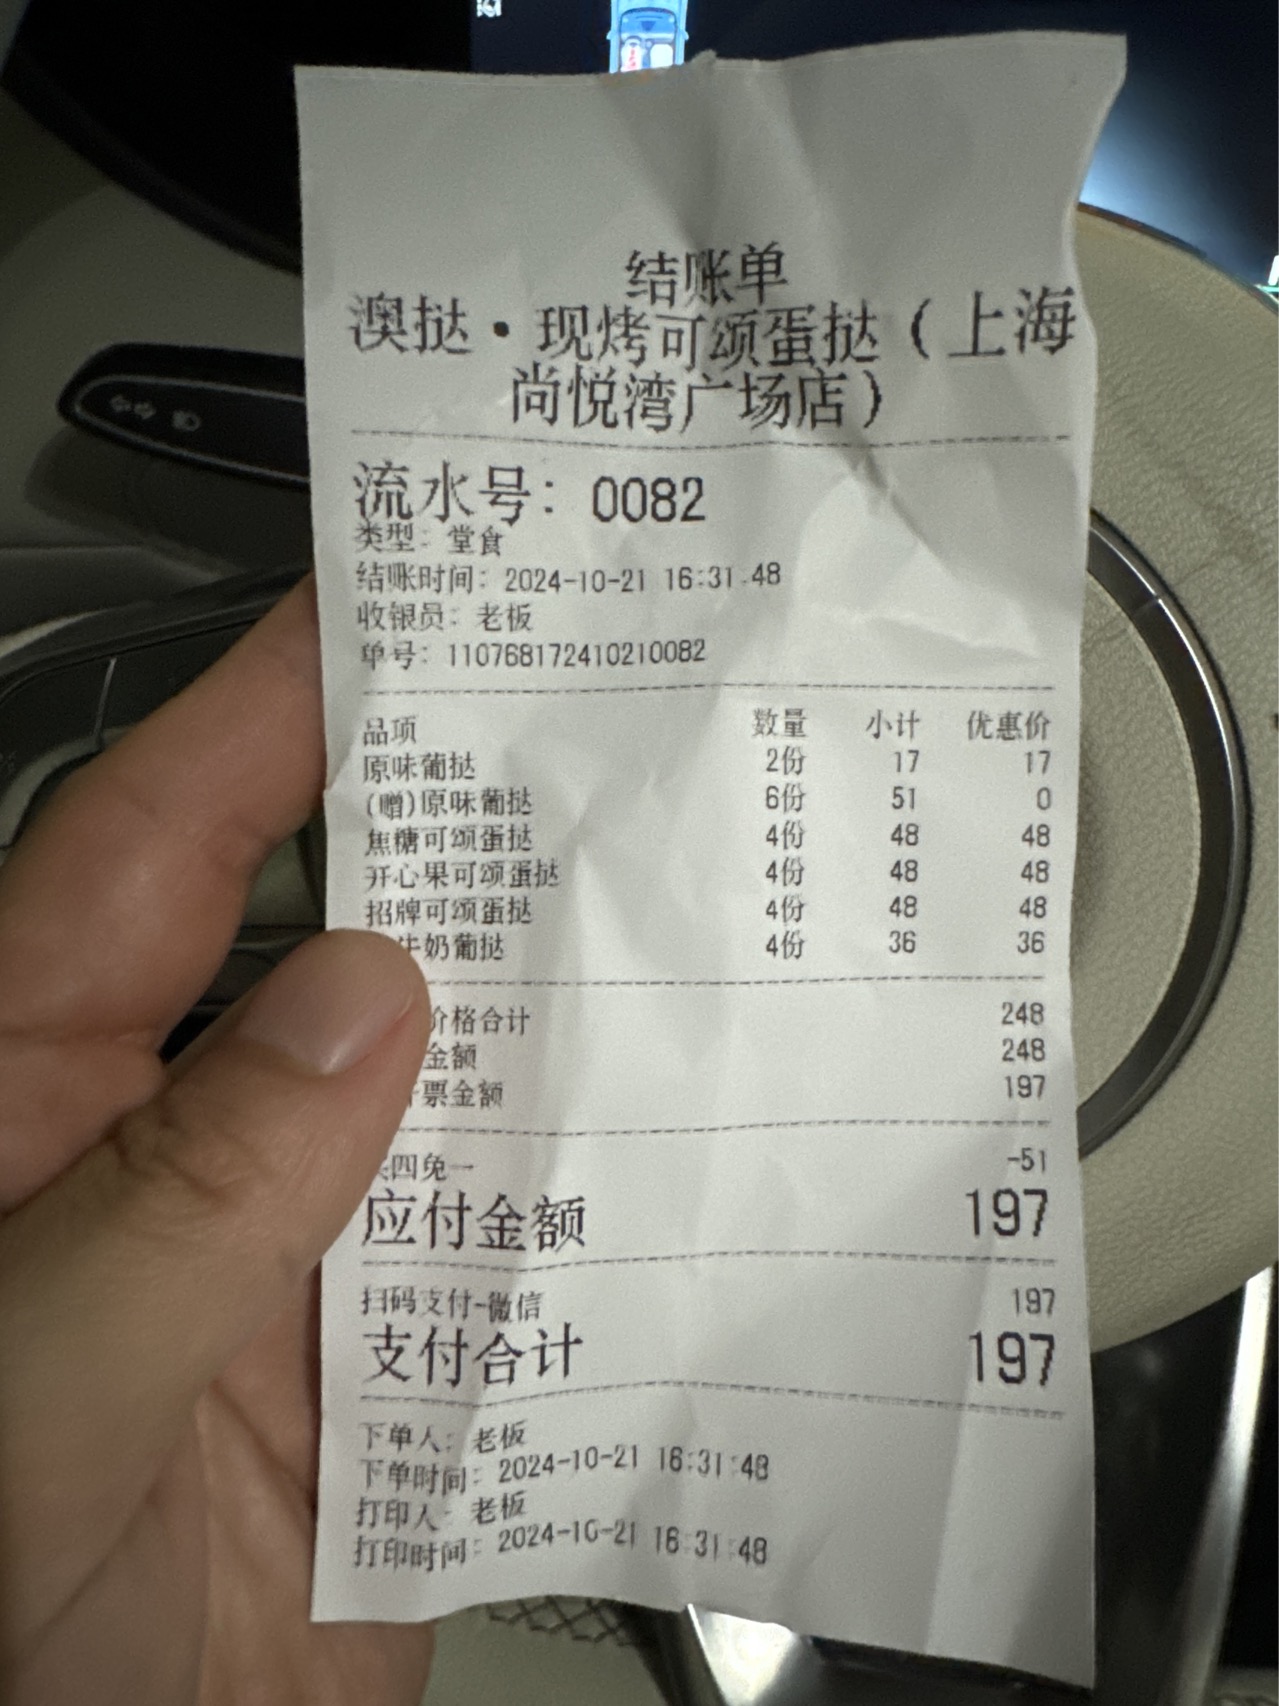 结账单
澳挞·现烤可颂蛋挞(上海
尚悦湾广场店)
流水号: 0082
类型: 堂食
结账时间: 2024-10-21 16:31:48
收银员: 老板
单号: 110768172410210082
品项 数量 小计 优惠价
原味葡挞 2份 17 17
(赠)原味葡挞 6份 51 0
焦糖可颂蛋挞 4份 48 48
开心果可颂蛋挞 4份 48 48
招牌可颂蛋挞 4份 48 48
牛奶葡挞 4份 36 36
价格合计 248
金额 248
票金额 197
四免一 -51
应付金额 197
扫码支付-微信 197
支付合计 197
下单人: 老板
下单时间: 2024-10-21 16:31:48
打印人: 老板
打印时间: 2024-10-21 16:31:48